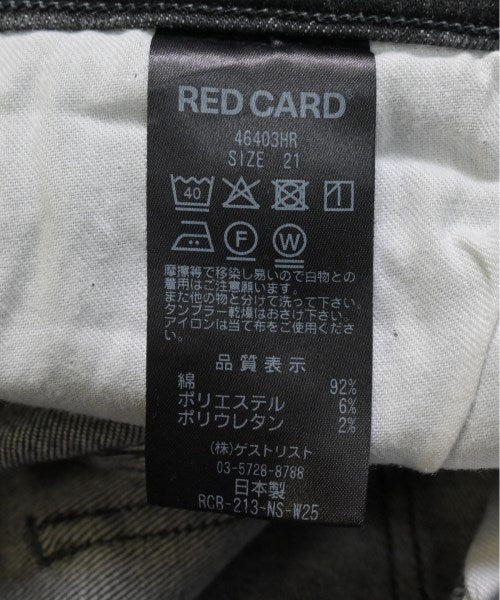 RED CARD
46403HR
SIZE 21
40
F
W
摩擦等で移染し易いので白物との
着用はご注意願います。
また他の物と分けて洗って下さい。
タンブラー乾燥はおさけ下さい。
アイロンは当て布をご使用くださ
い。
品質表示
綿 92%
ポリエステル 6%
ポリウレタン 2%
(株)ゲストリスト
03-5728-8788
日本製
RCB-213-NS-W25